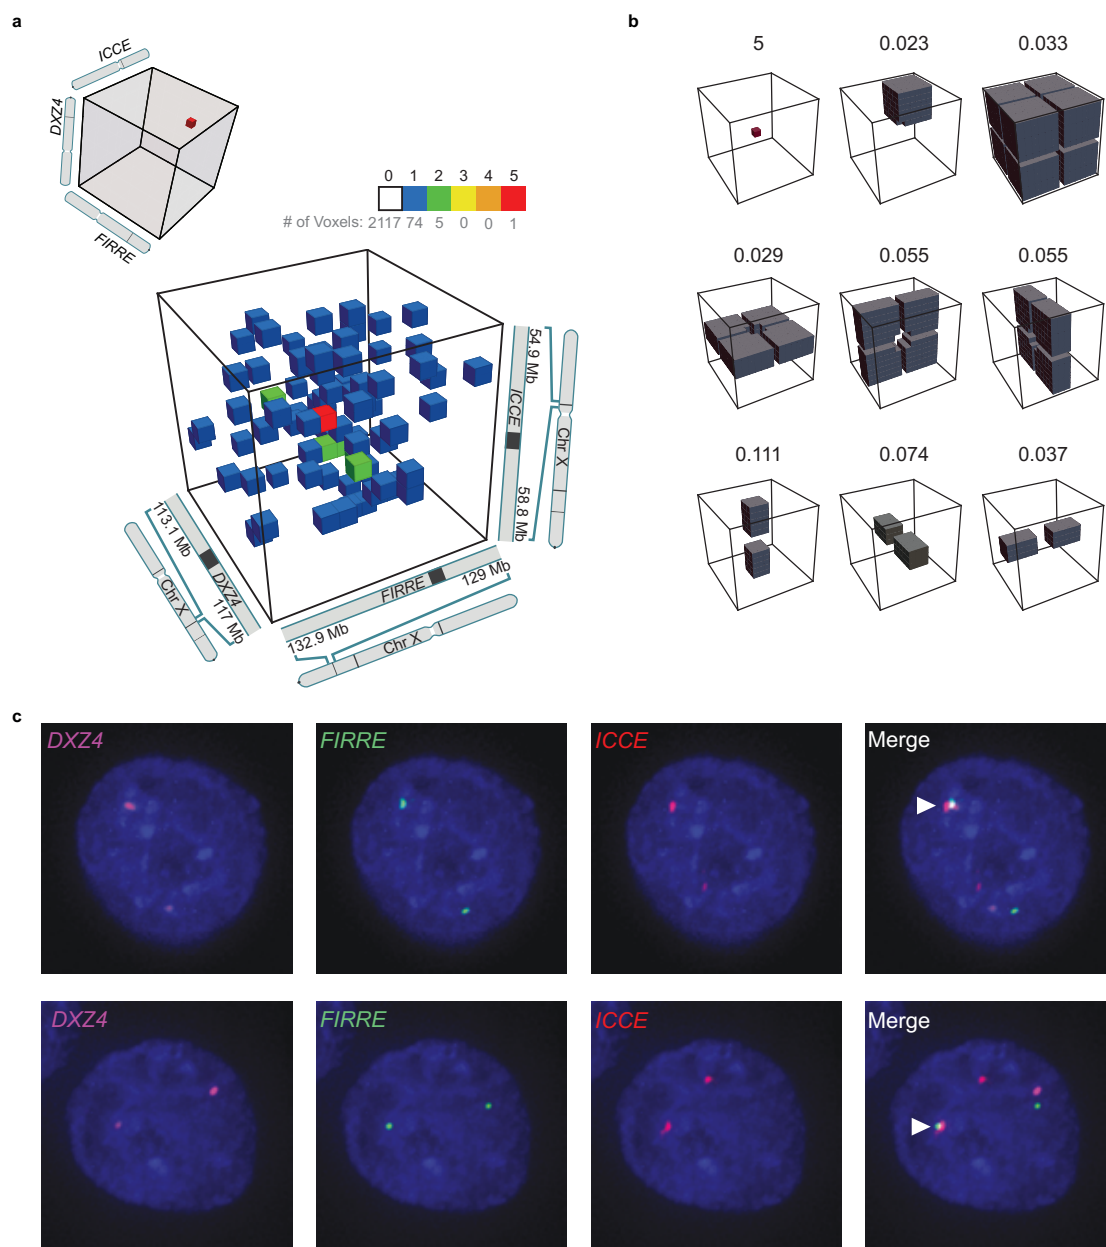 a
ICCE
DXZ4
FIRRE
0 1 2 3 4 5
# of Voxels: 2117 74 5 0 0 1
54.9 Mb
ICCE
58.8 Mb
Chr X
113.1 Mb
DXZ4
117 Mb
Chr X
FIRRE
129 Mb
132.9 Mb
Chr X
b
5 0.023 0.033
0.029 0.055 0.055
0.111 0.074 0.037
c
DXZ4 FIRRE ICCE Merge
DXZ4 FIRRE ICCE Merge